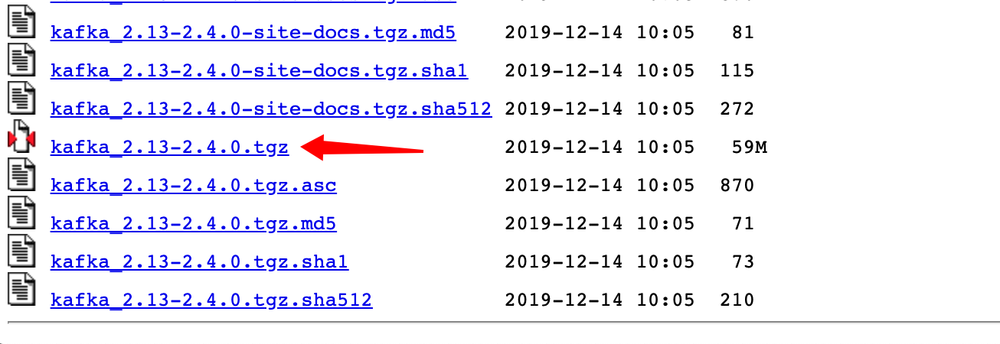 kafka_2.13-2.4.0-site-docs.tgz.md5 2019-12-14 10:05 81
kafka_2.13-2.4.0-site-docs.tgz.sha1 2019-12-14 10:05 115
kafka_2.13-2.4.0-site-docs.tgz.sha512 2019-12-14 10:05 272
kafka_2.13-2.4.0.tgz 2019-12-14 10:05 59M
kafka_2.13-2.4.0.tgz.asc 2019-12-14 10:05 870
kafka_2.13-2.4.0.tgz.md5 2019-12-14 10:05 71
kafka_2.13-2.4.0.tgz.sha1 2019-12-14 10:05 73
kafka_2.13-2.4.0.tgz.sha512 2019-12-14 10:05 210